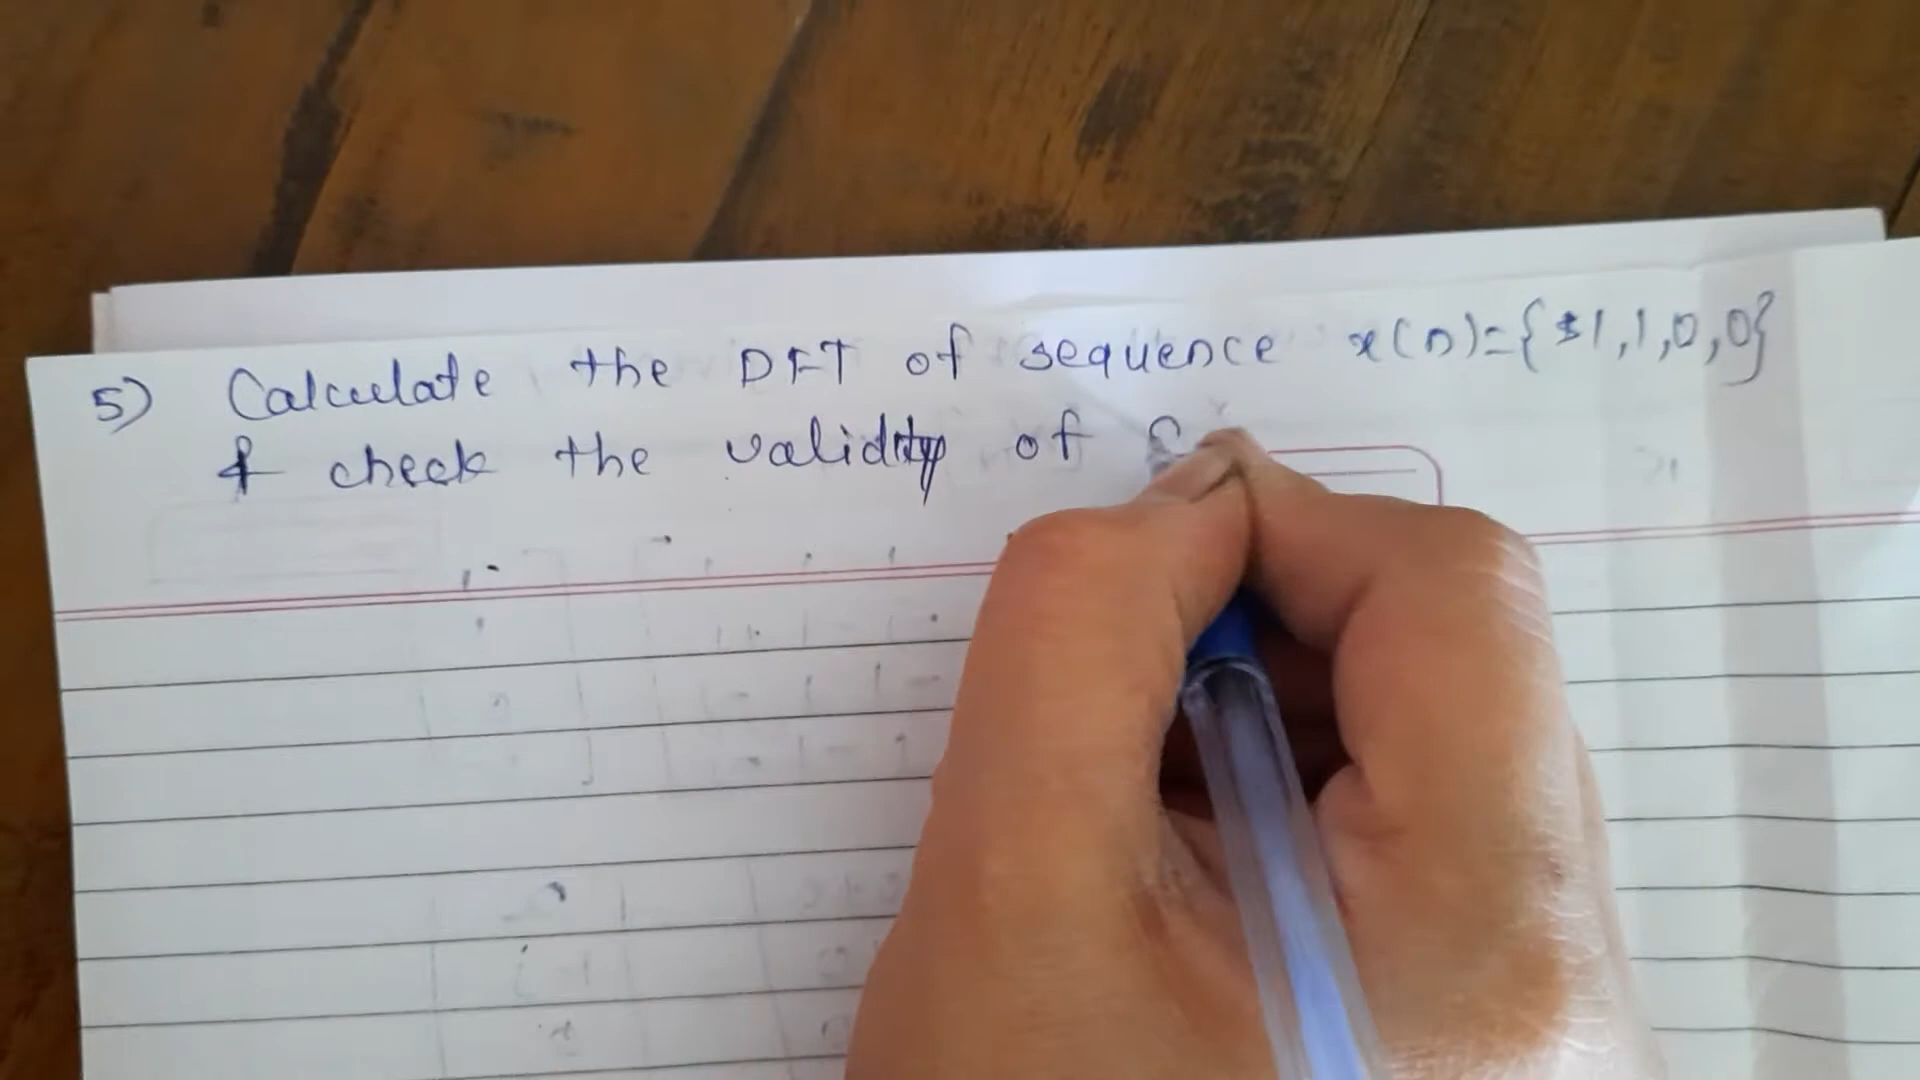 5) Calculate the DFT of sequence x(n)={1,1,0,0}
& check the validity of